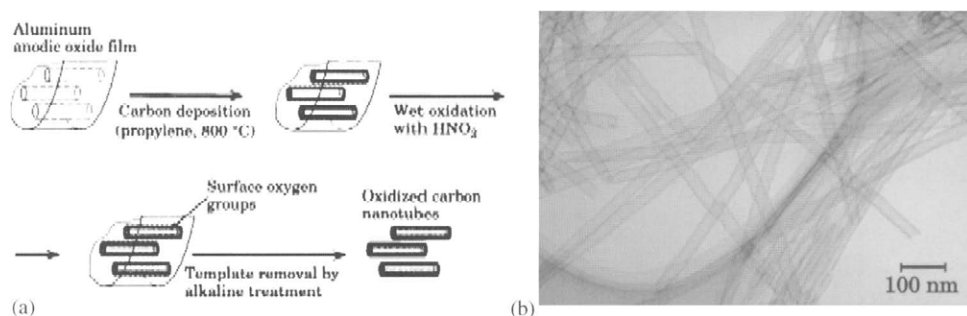 Aluminum
anodic oxide film
Carbon deposition
(propylene, 800 °C)
Wet oxidation
with HNO3
Surface oxygen
groups
Oxidized carbon
nanotubes
Template removal by
alkaline treatment
(a)
(b)
100 nm